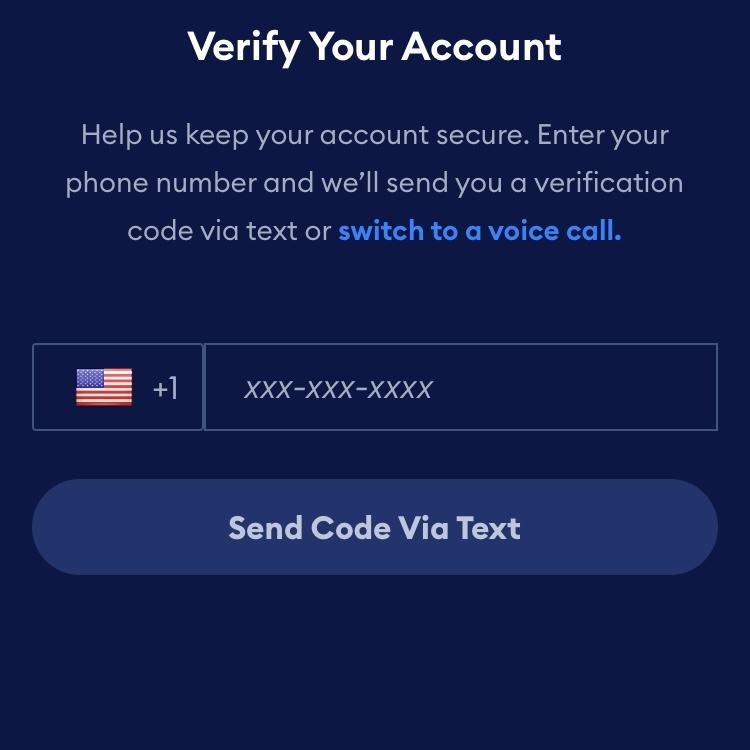 Verify Your Account
Help us keep your account secure. Enter your
phone number and we’ll send you a verification
code via text or switch to a voice call.
+1 xxx-xxx-xxxx
Send Code Via Text